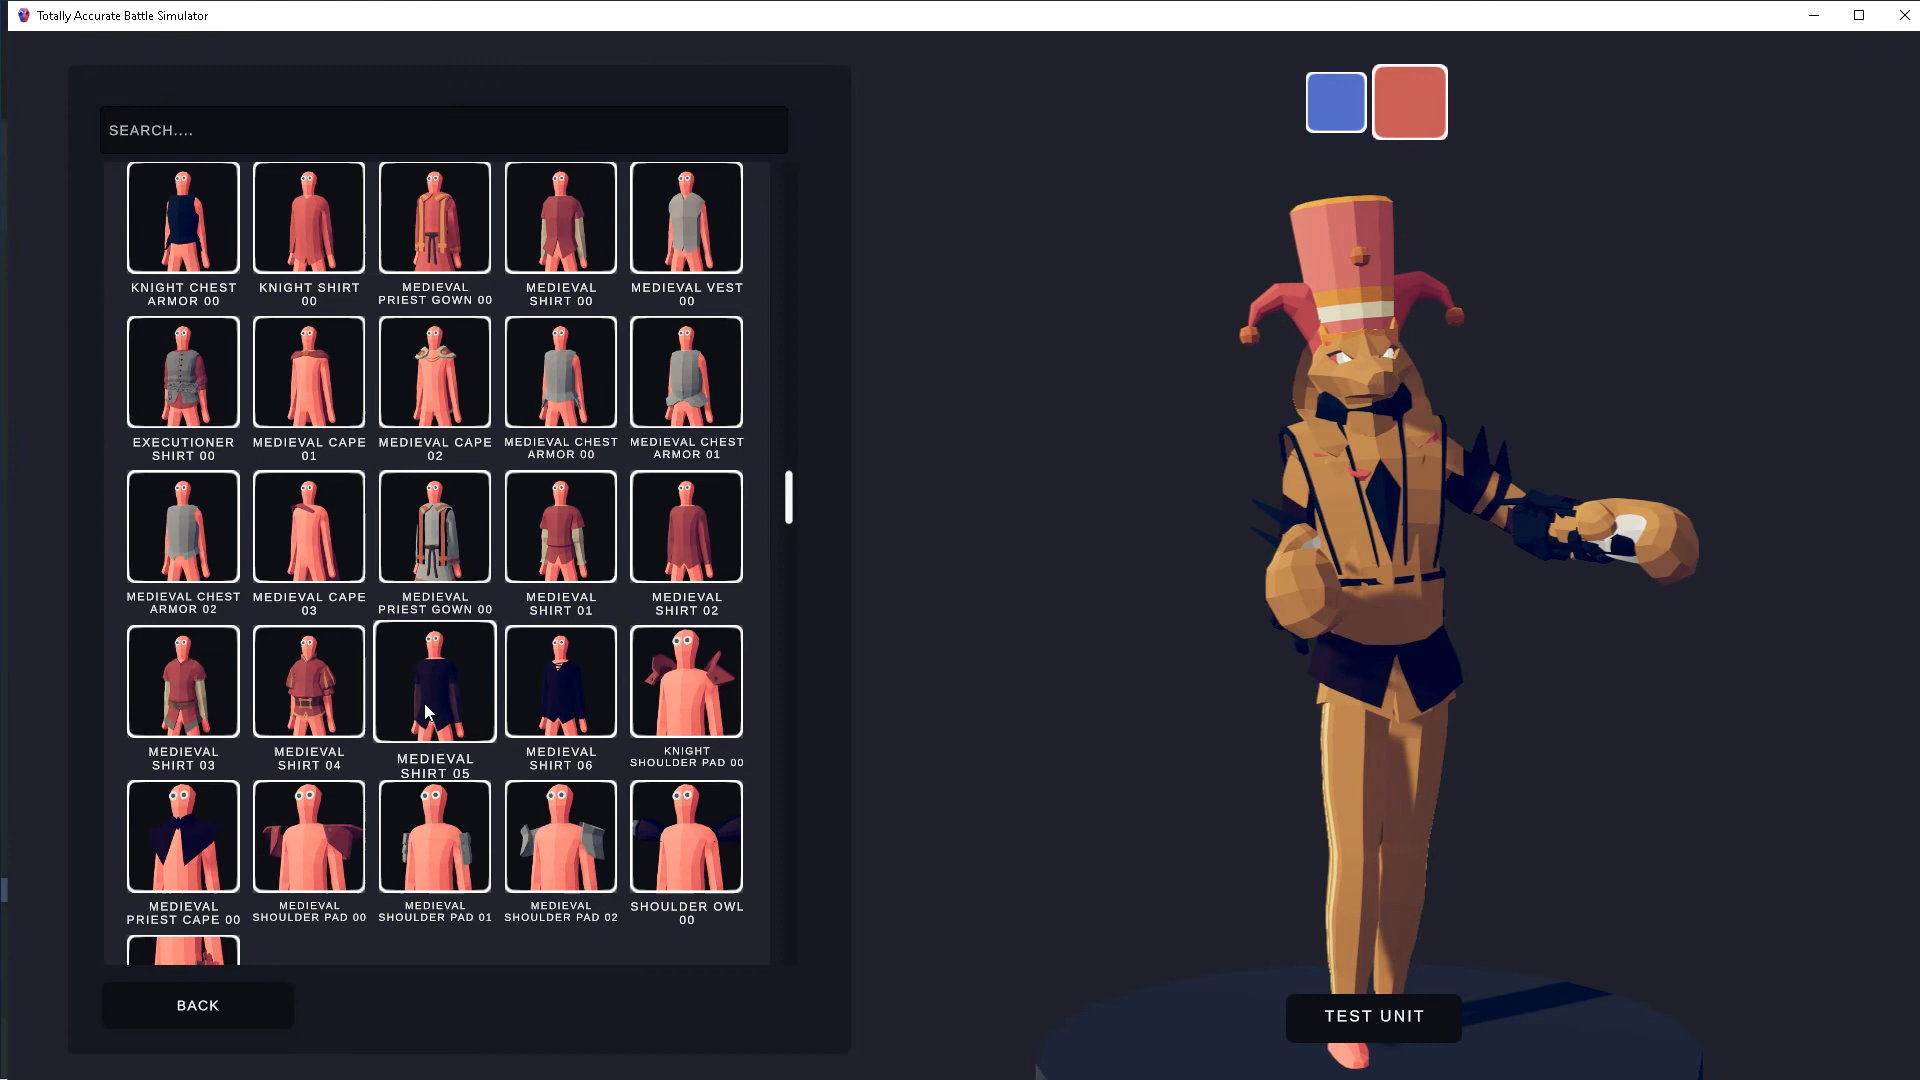 Totally Accurate Battle Simulator
SEARCH....
KNIGHT CHEST
ARMOR 00
KNIGHT SHIRT
00
MEDIEVAL
PRIEST GOWN 00
MEDIEVAL
SHIRT 00
MEDIEVAL VEST
00
EXECUTIONER
SHIRT 00
MEDIEVAL CAPE
01
MEDIEVAL CAPE
02
MEDIEVAL CHEST
ARMOR 00
MEDIEVAL CHEST
ARMOR 01
MEDIEVAL CHEST
ARMOR 02
MEDIEVAL CAPE
03
MEDIEVAL
PRIEST GOWN 00
MEDIEVAL
SHIRT 01
MEDIEVAL
SHIRT 02
MEDIEVAL
SHIRT 03
MEDIEVAL
SHIRT 04
MEDIEVAL
SHIRT 05
MEDIEVAL
SHIRT 06
KNIGHT
SHOULDER PAD 00
MEDIEVAL
PRIEST CAPE 00
MEDIEVAL
SHOULDER PAD 00
MEDIEVAL
SHOULDER PAD 01
MEDIEVAL
SHOULDER PAD 02
SHOULDER OWL
00
BACK
TEST UNIT